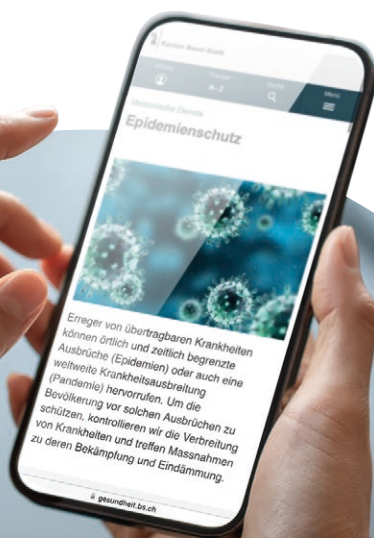 Kanton Basel-Stadt
Themen
A–Z
Suche
Menü
Medizinische Dienste
Epidemienschutz
Erreger von übertragbaren Krankheiten
können örtlich und zeitlich begrenzte
Ausbrüche (Epidemien) oder auch eine
weltweite Krankheitsausbreitung
(Pandemie) hervorrufen. Um die
Bevölkerung vor solchen Ausbrüchen zu
schützen, kontrollieren wir die Verbreitung
von Krankheiten und treffen Massnahmen
zu deren Bekämpfung und Eindämmung.
gesundheit.bs.ch